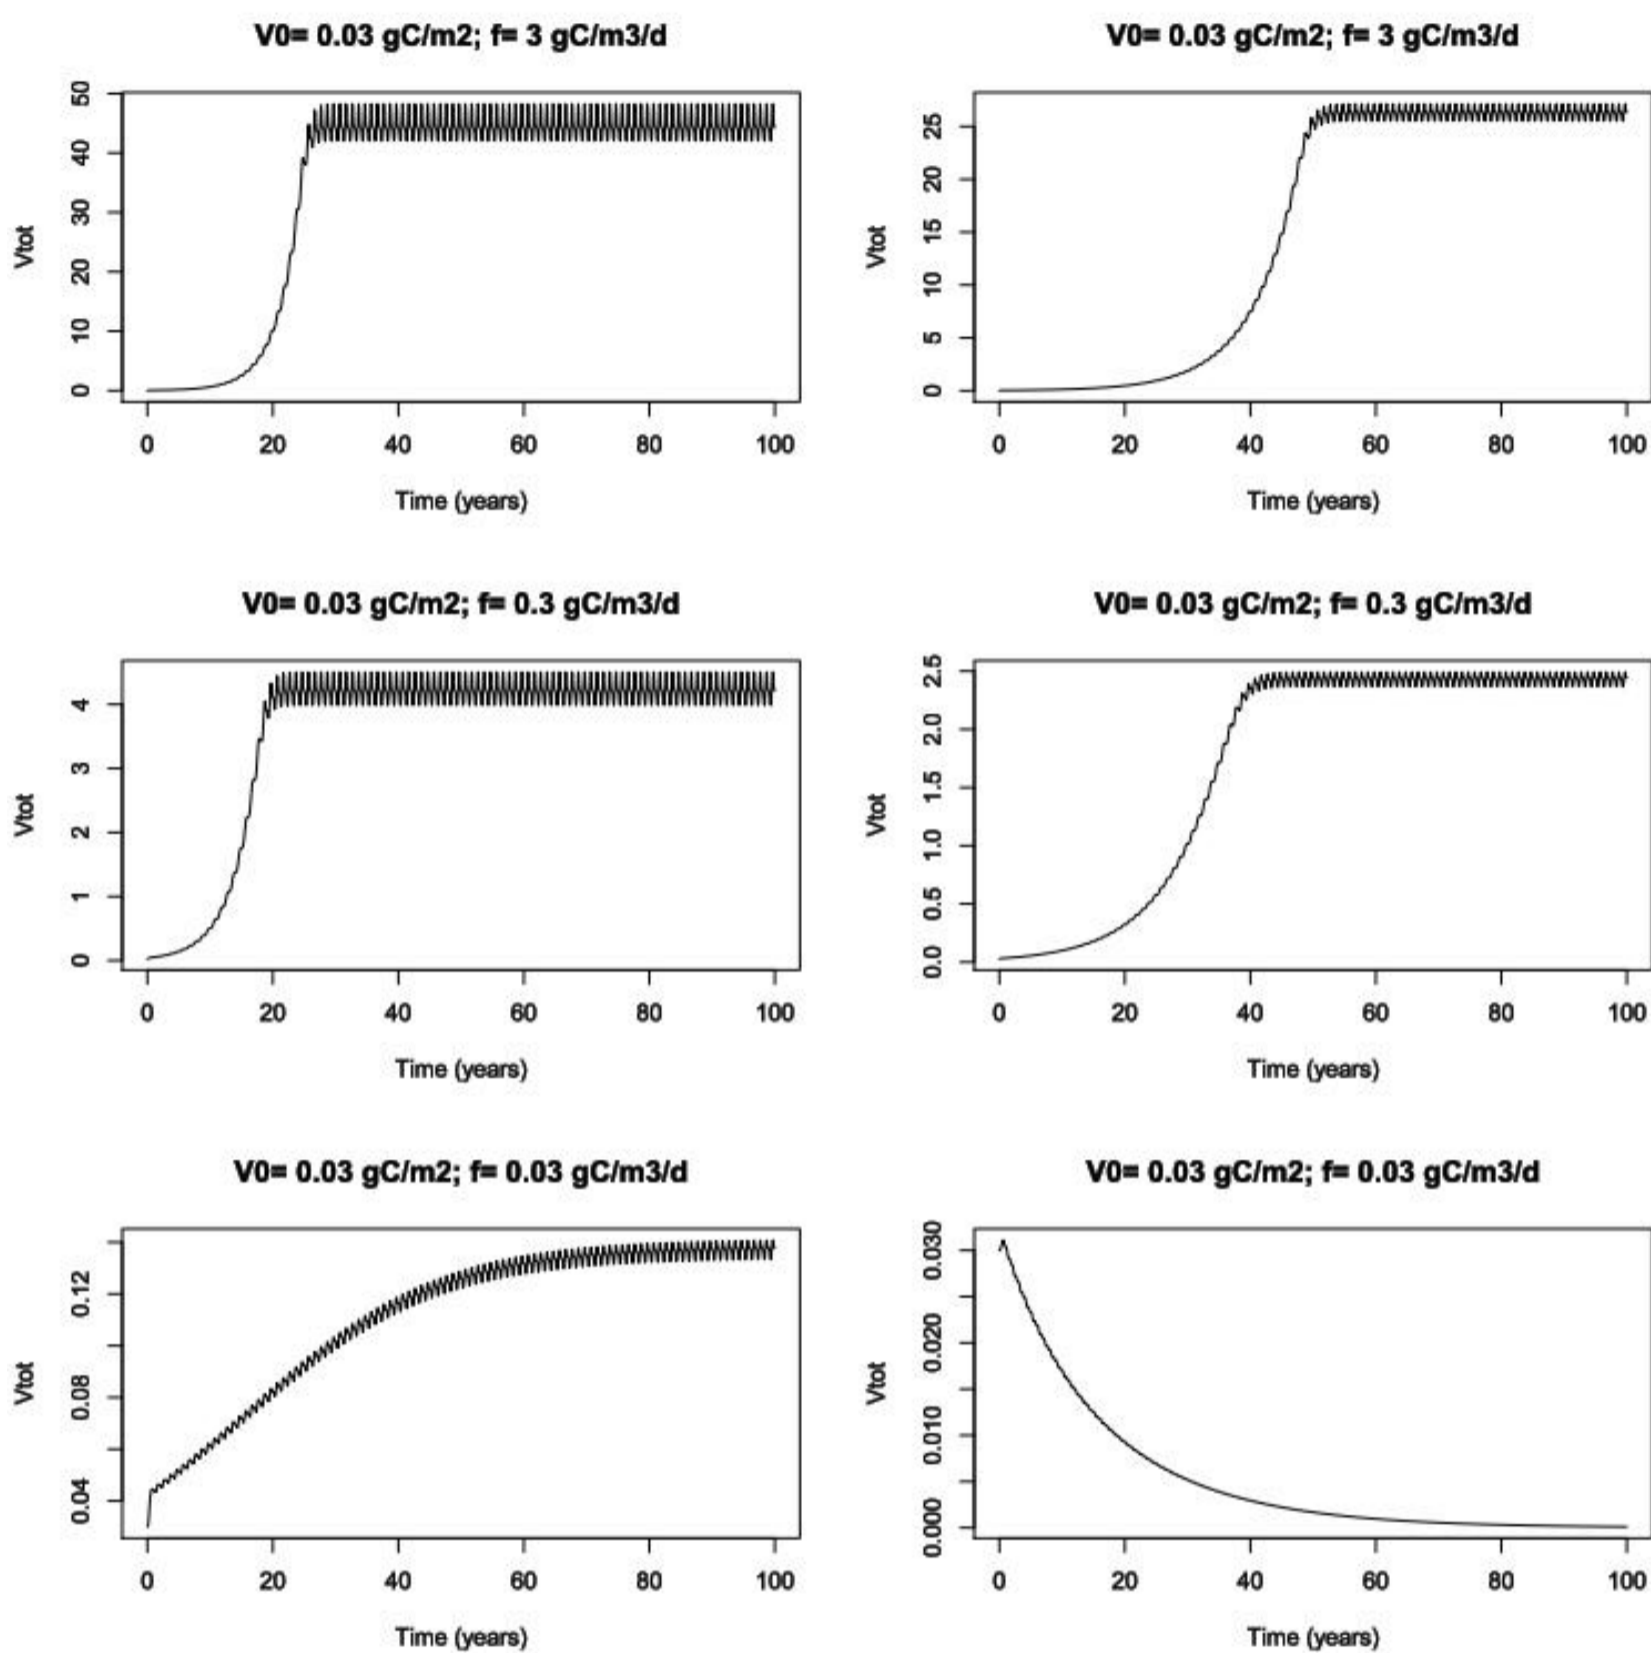 V0= 0.03 gC/m2; f= 3 gC/m3/d
50
40
30
20
10
0
Vtot
0 20 40 60 80 100
Time (years)
V0= 0.03 gC/m2; f= 3 gC/m3/d
25
20
15
10
5
0
Vtot
0 20 40 60 80 100
Time (years)
V0= 0.03 gC/m2; f= 0.3 gC/m3/d
4
3
2
1
0
Vtot
0 20 40 60 80 100
Time (years)
V0= 0.03 gC/m2; f= 0.3 gC/m3/d
2.5
2.0
1.5
1.0
0.5
0.0
Vtot
0 20 40 60 80 100
Time (years)
V0= 0.03 gC/m2; f= 0.03 gC/m3/d
0.12
0.08
0.04
Vtot
0 20 40 60 80 100
Time (years)
V0= 0.03 gC/m2; f= 0.03 gC/m3/d
0.030
0.020
0.010
0.000
Vtot
0 20 40 60 80 100
Time (years)